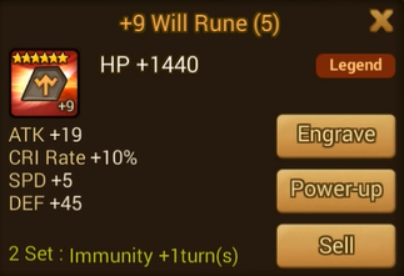 +9 Will Rune (5)
HP +1440
Legend
+9
ATK +19
CRI Rate +10%
SPD +5
DEF +45
2 Set : Immunity +1turn(s)
Engrave
Power-up
Sell